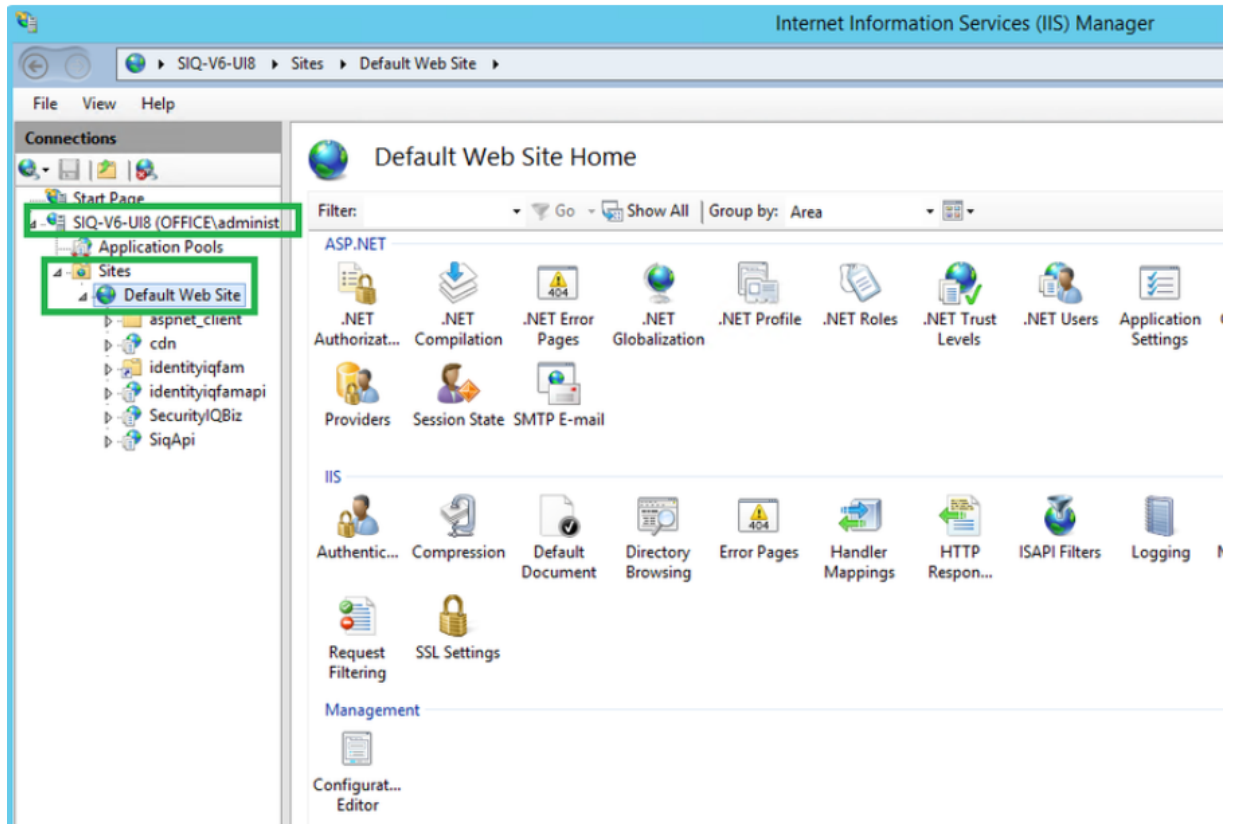 Internet Information Services (IIS) Manager
SIQ-V6-UI8 Sites Default Web Site
File View Help
Connections
Start Page
SIQ-V6-UI8 (OFFICE\administ
Application Pools
Sites
Default Web Site
aspnet_client
cdn
identityiqfam
identityiqfamapi
SecurityIQBiz
SiqApi
Default Web Site Home
Filter: Go Show All Group by: Area
ASP.NET
.NET .NET .NET Error .NET .NET Profile .NET Roles .NET Trust .NET Users Application
Authorizat... Compilation Pages Globalization Levels Settings
Providers Session State SMTP E-mail
IIS
Authentic... Compression Default Directory Error Pages Handler HTTP ISAPI Filters Logging
Document Browsing Mappings Respon...
Request SSL Settings
Filtering
Management
Configurat...
Editor